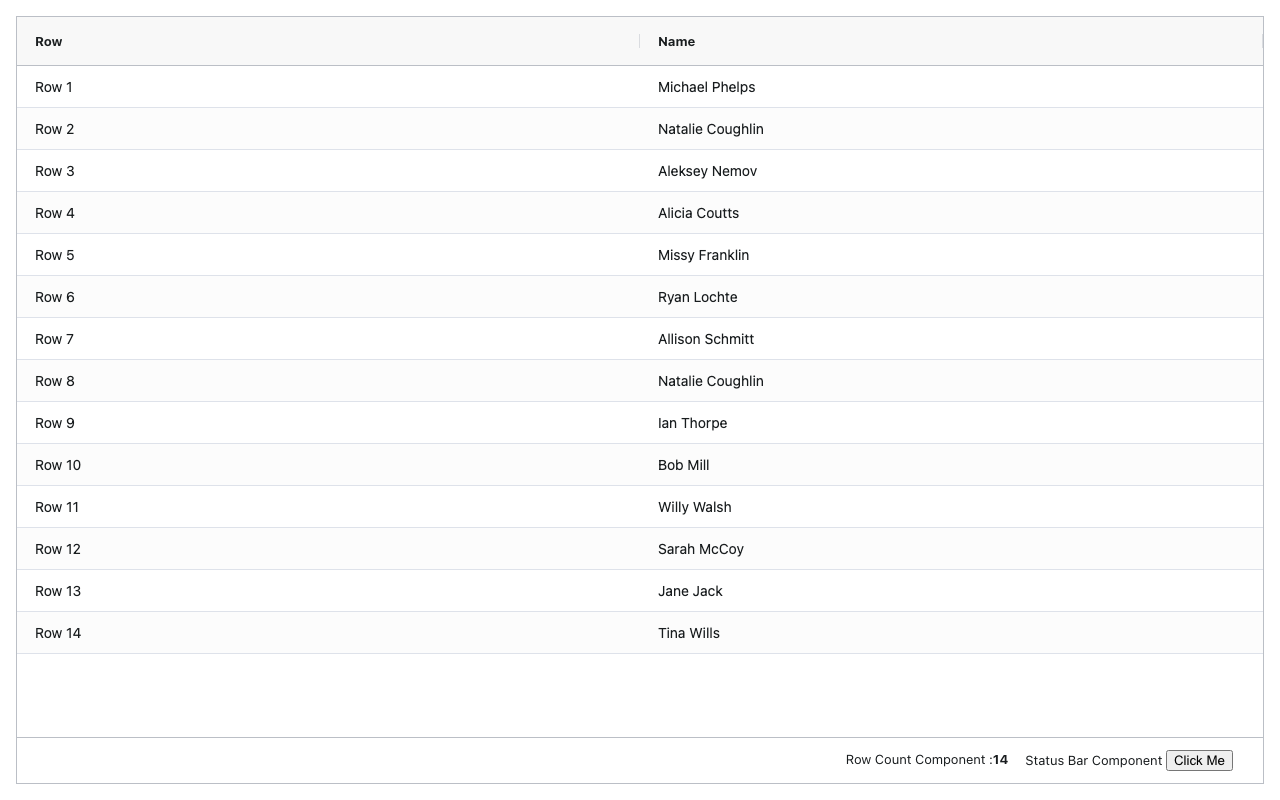 Row Name
Row 1 Michael Phelps
Row 2 Natalie Coughlin
Row 3 Aleksey Nemov
Row 4 Alicia Coutts
Row 5 Missy Franklin
Row 6 Ryan Lochte
Row 7 Allison Schmitt
Row 8 Natalie Coughlin
Row 9 Ian Thorpe
Row 10 Bob Mill
Row 11 Willy Walsh
Row 12 Sarah McCoy
Row 13 Jane Jack
Row 14 Tina Wills
Row Count Component :14 Status Bar Component Click Me